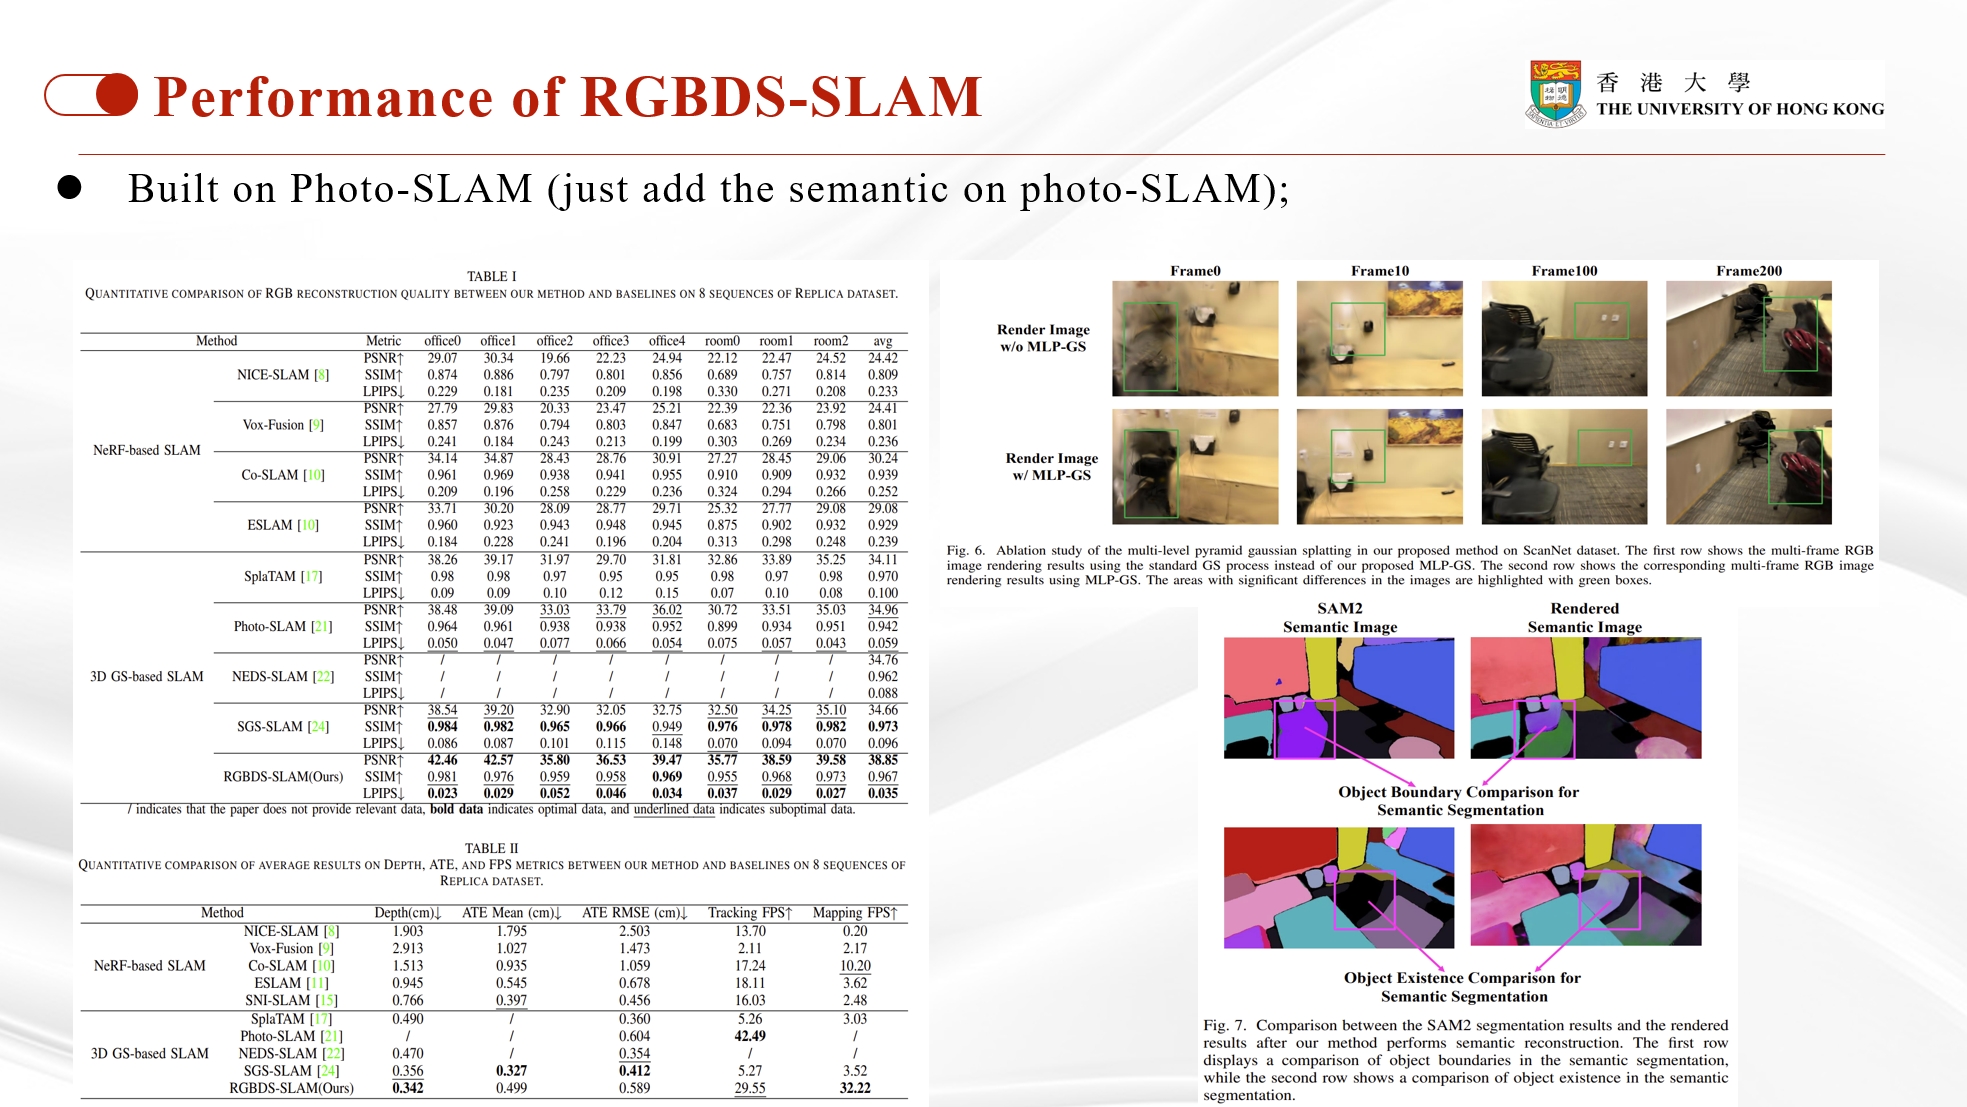 Performance of RGBDS-SLAM
香 港 大 學
THE UNIVERSITY OF HONG KONG
● Built on Photo-SLAM (just add the semantic on photo-SLAM);
TABLE I
QUANTITATIVE COMPARISON OF RGB RECONSTRUCTION QUALITY BETWEEN OUR METHOD AND BASELINES ON 8 SEQUENCES OF REPLICA DATASET.
Method Metric office0 office1 office2 office3 office4 room0 room1 room2 avg
NeRF-based SLAM
NICE-SLAM [8]
PSNR↑ 29.07 30.34 19.66 22.23 24.94 22.12 22.47 24.52 24.42
SSIM↑ 0.874 0.886 0.797 0.801 0.856 0.689 0.757 0.814 0.809
LPIPS↓ 0.229 0.181 0.235 0.209 0.198 0.330 0.271 0.208 0.233
Vox-Fusion [9]
PSNR↑ 27.79 29.83 20.33 23.47 25.21 22.39 22.36 23.92 24.41
SSIM↑ 0.857 0.876 0.794 0.803 0.847 0.683 0.751 0.798 0.801
LPIPS↓ 0.241 0.184 0.243 0.213 0.199 0.303 0.269 0.234 0.236
Co-SLAM [10]
PSNR↑ 34.14 34.87 28.43 28.76 30.91 27.27 28.45 29.06 30.24
SSIM↑ 0.961 0.969 0.938 0.941 0.955 0.910 0.909 0.932 0.939
LPIPS↓ 0.209 0.196 0.258 0.229 0.236 0.324 0.294 0.266 0.252
ESLAM [10]
PSNR↑ 33.71 30.20 28.09 28.77 29.71 25.32 27.77 29.08 29.08
SSIM↑ 0.960 0.923 0.943 0.948 0.945 0.875 0.902 0.932 0.929
LPIPS↓ 0.184 0.228 0.241 0.196 0.204 0.313 0.298 0.248 0.239
3D GS-based SLAM
SplaTAM [17]
PSNR↑ 38.26 39.17 31.97 29.70 31.81 32.86 33.89 35.25 34.11
SSIM↑ 0.98 0.98 0.97 0.95 0.95 0.98 0.97 0.98 0.970
LPIPS↓ 0.09 0.09 0.10 0.12 0.15 0.07 0.10 0.08 0.100
Photo-SLAM [21]
PSNR↑ 38.48 39.09 33.03 33.79 36.02 30.72 33.51 35.03 34.96
SSIM↑ 0.964 0.961 0.938 0.938 0.952 0.899 0.934 0.951 0.942
LPIPS↓ 0.050 0.047 0.077 0.066 0.054 0.075 0.057 0.043 0.059
NEDS-SLAM [22]
PSNR↑ / / / / / / / / 34.76
SSIM↑ / / / / / / / / 0.962
LPIPS↓ / / / / / / / / 0.088
SGS-SLAM [24]
PSNR↑ 38.54 39.20 32.90 32.05 32.75 32.50 34.25 35.10 34.66
SSIM↑ 0.984 0.982 0.965 0.966 0.949 0.976 0.978 0.982 0.973
LPIPS↓ 0.086 0.087 0.101 0.115 0.148 0.070 0.094 0.070 0.096
RGBDS-SLAM(Ours)
PSNR↑ 42.46 42.57 35.80 36.53 39.47 35.77 38.59 39.58 38.85
SSIM↑ 0.981 0.976 0.959 0.958 0.969 0.955 0.968 0.973 0.967
LPIPS↓ 0.023 0.029 0.052 0.046 0.034 0.037 0.029 0.027 0.035
/ indicates that the paper does not provide relevant data, bold data indicates optimal data, and underlined data indicates suboptimal data.
TABLE II
QUANTITATIVE COMPARISON OF AVERAGE RESULTS ON DEPTH, ATE, AND FPS METRICS BETWEEN OUR METHOD AND BASELINES ON 8 SEQUENCES OF
REPLICA DATASET.
Method Depth(cm)↓ ATE Mean (cm)↓ ATE RMSE (cm)↓ Tracking FPS↑ Mapping FPS↑
NeRF-based SLAM
NICE-SLAM [8] 1.903 1.795 2.503 13.70 0.20
Vox-Fusion [9] 2.913 1.027 1.473 2.11 2.17
Co-SLAM [10] 1.513 0.935 1.059 17.24 10.20
ESLAM [11] 0.945 0.545 0.678 18.11 3.62
SNI-SLAM [15] 0.766 0.397 0.456 16.03 2.48
3D GS-based SLAM
SplaTAM [17] 0.490 / 0.360 5.26 3.03
Photo-SLAM [21] / / 0.604 42.49 /
NEDS-SLAM [22] 0.470 / 0.354 / /
SGS-SLAM [24] 0.356 0.327 0.412 5.27 3.52
RGBDS-SLAM(Ours) 0.342 0.499 0.589 29.55 32.22
Frame0 Frame10 Frame100 Frame200
Render Image
w/o MLP-GS
Render Image
w/ MLP-GS
Fig. 6. Ablation study of the multi-level pyramid gaussian splatting in our proposed method on ScanNet dataset. The first row shows the multi-frame RGB
image rendering results using the standard GS process instead of our proposed MLP-GS. The second row shows the corresponding multi-frame RGB image
rendering results using MLP-GS. The areas with significant differences in the images are highlighted with green boxes.
SAM2
Semantic Image
Rendered
Semantic Image
Object Boundary Comparison for
Semantic Segmentation
Object Existence Comparison for
Semantic Segmentation
Fig. 7. Comparison between the SAM2 segmentation results and the rendered
results after our method performs semantic reconstruction. The first row
displays a comparison of object boundaries in the semantic segmentation,
while the second row shows a comparison of object existence in the semantic
segmentation.